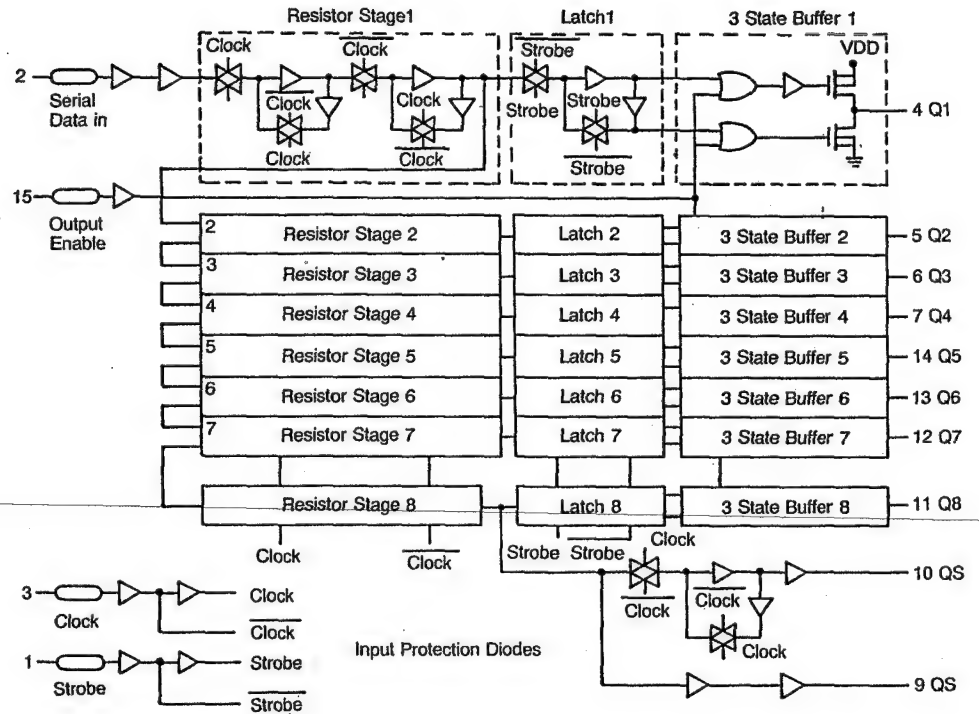 Resistor Stage1
Latch1
3 State Buffer 1
Clock
Clock
Strobe
VDD
2
Serial
Data in
Clock
Clock
Strobe
Strobe
4 Q1
Clock
Clock
Strobe
15
Output
Enable
2
Resistor Stage 2
Latch 2
3 State Buffer 2
5 Q2
3
Resistor Stage 3
Latch 3
3 State Buffer 3
6 Q3
4
Resistor Stage 4
Latch 4
3 State Buffer 4
7 Q4
5
Resistor Stage 5
Latch 5
3 State Buffer 5
14 Q5
6
Resistor Stage 6
Latch 6
3 State Buffer 6
13 Q6
7
Resistor Stage 7
Latch 7
3 State Buffer 7
12 Q7
Resistor Stage 8
Latch 8
3 State Buffer 8
11 Q8
Clock
Clock
Strobe
Strobe
Clock
10 QS
Clock
Clock
Clock
3
Clock
Clock
Clock
Input Protection Diodes
1
Strobe
Strobe
Strobe
9 QS